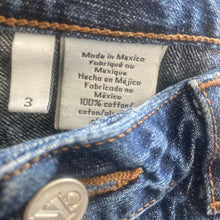 Made in Mexico
Fabriqué au
Mexique
Hecho en Méjico
Fabricado no
México
100% cotton/
3